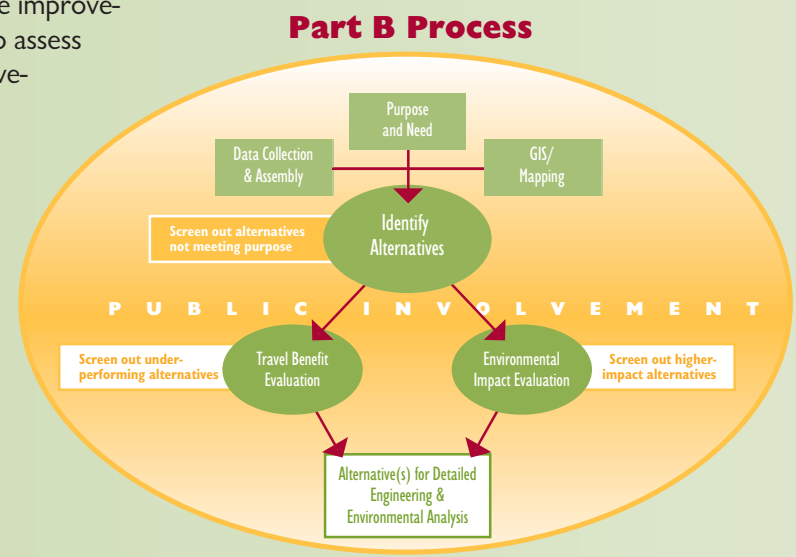 e improve-
o assess
ve-
Part B Process
Purpose
and Need
Data Collection
& Assembly
GIS/
Mapping
Identify
Alternatives
Screen out alternatives
not meeting purpose
PUBLIC INVOLVEMENT
Screen out under-
performing alternatives
Travel Benefit
Evaluation
Environmental
Impact Evaluation
Screen out higher-
impact alternatives
Alternative(s) for Detailed
Engineering &
Environmental Analysis